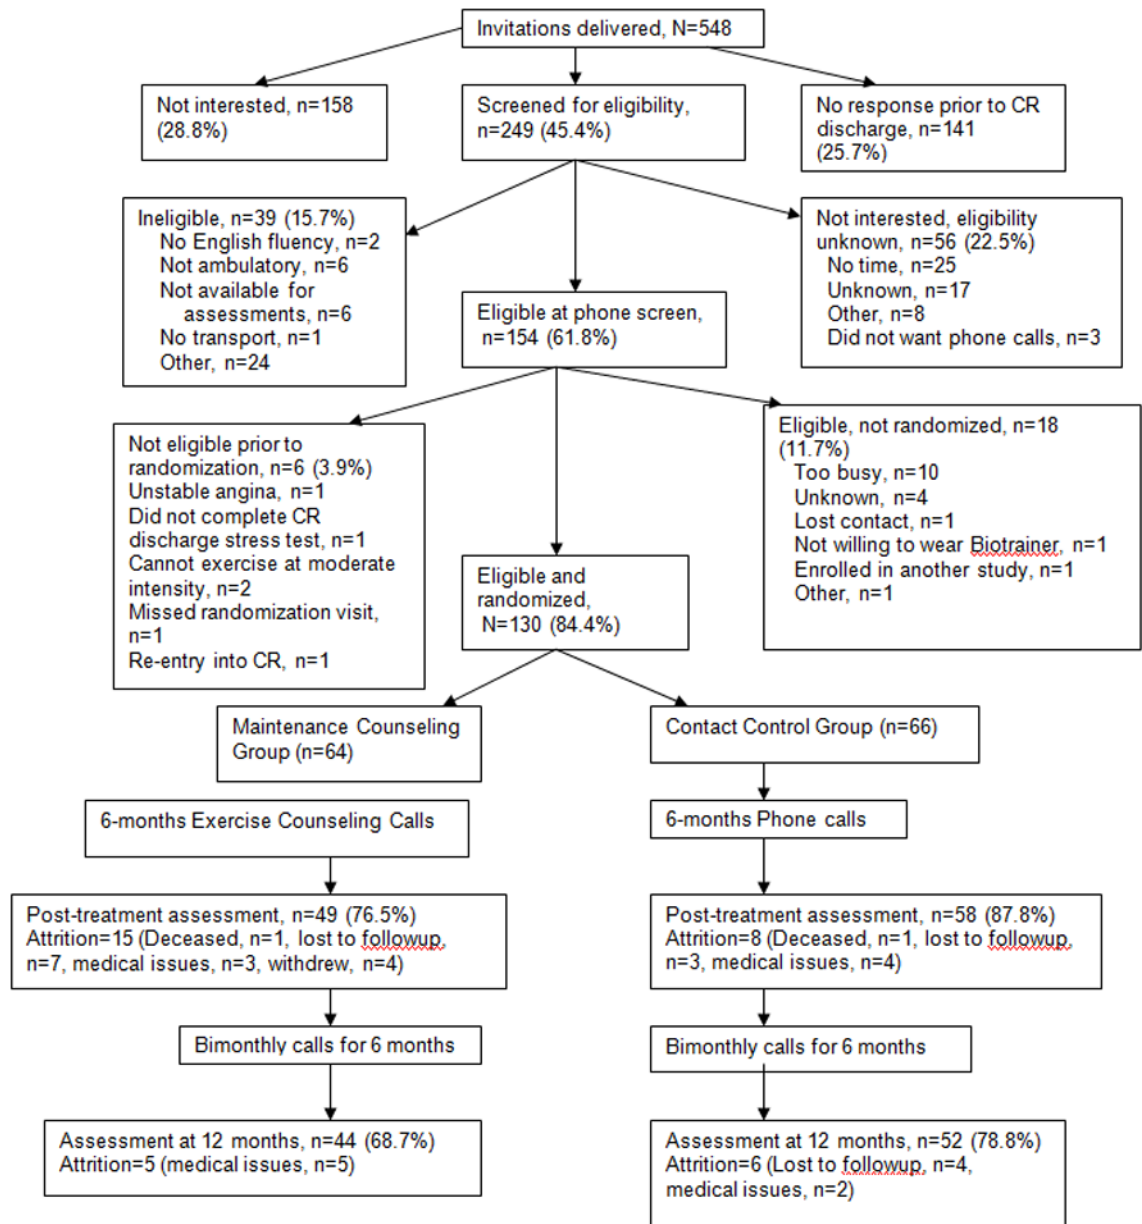 Invitations delivered, N=548
Not interested, n=158
(28.8%)
Screened for eligibility,
n=249 (45.4%)
No response prior to CR
discharge, n=141
(25.7%)
Ineligible, n=39 (15.7%)
No English fluency, n=2
Not ambulatory, n=6
Not available for
assessments, n=6
No transport, n=1
Other, n=24
Not interested, eligibility
unknown, n=56 (22.5%)
No time, n=25
Unknown, n=17
Other, n=8
Did not want phone calls, n=3
Eligible at phone screen,
n=154 (61.8%)
Not eligible prior to
randomization, n=6 (3.9%)
Unstable angina, n=1
Did not complete CR
discharge stress test, n=1
Cannot exercise at moderate
intensity, n=2
Missed randomization visit,
n=1
Re-entry into CR, n=1
Eligible, not randomized, n=18
(11.7%)
Too busy, n=10
Unknown, n=4
Lost contact, n=1
Not willing to wear Biotrainer, n=1
Enrolled in another study, n=1
Other, n=1
Eligible and
randomized,
N=130 (84.4%)
Maintenance Counseling
Group (n=64)
Contact Control Group (n=66)
6-months Exercise Counseling Calls
6-months Phone calls
Post-treatment assessment, n=49 (76.5%)
Attrition=15 (Deceased, n=1, lost to followup,
n=7, medical issues, n=3, withdrew, n=4)
Post-treatment assessment, n=58 (87.8%)
Attrition=8 (Deceased, n=1, lost to followup,
n=3, medical issues, n=4)
Bimonthly calls for 6 months
Bimonthly calls for 6 months
Assessment at 12 months, n=44 (68.7%)
Attrition=5 (medical issues, n=5)
Assessment at 12 months, n=52 (78.8%)
Attrition=6 (Lost to followup, n=4,
medical issues, n=2)